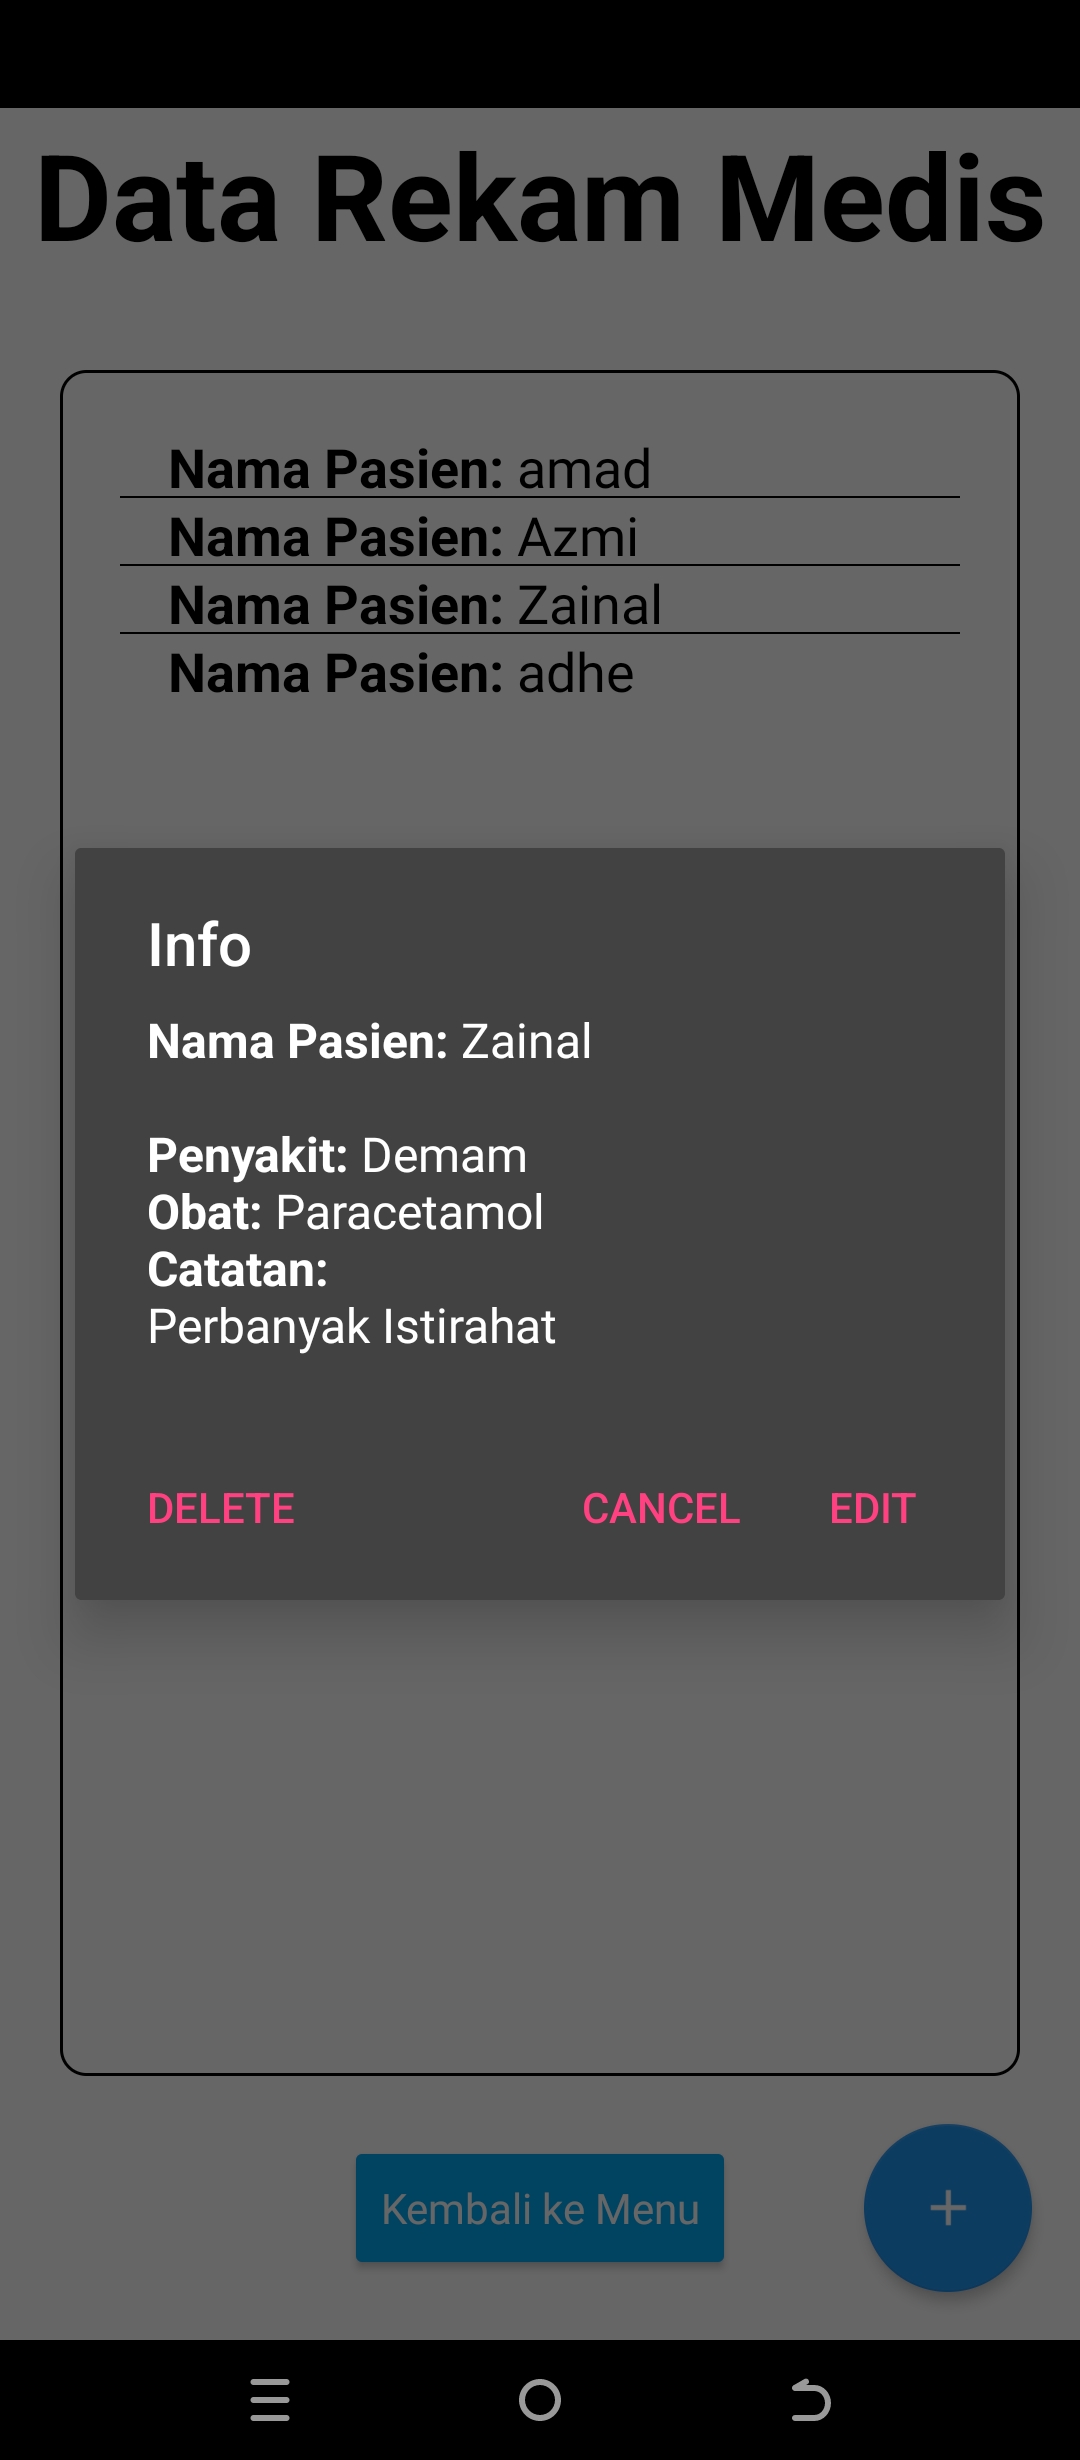 Data Rekam Medis
Nama Pasien: amad
Nama Pasien: Azmi
Nama Pasien: Zainal
Nama Pasien: adhe
Info
Nama Pasien: Zainal
Penyakit: Demam
Obat: Paracetamol
Catatan:
Perbanyak Istirahat
DELETE CANCEL EDIT
Kembali ke Menu
+